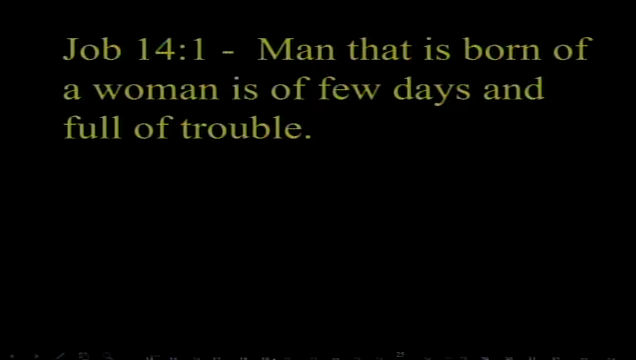 Job 14:1 - Man that is born of
a woman is of few days and
full of trouble.